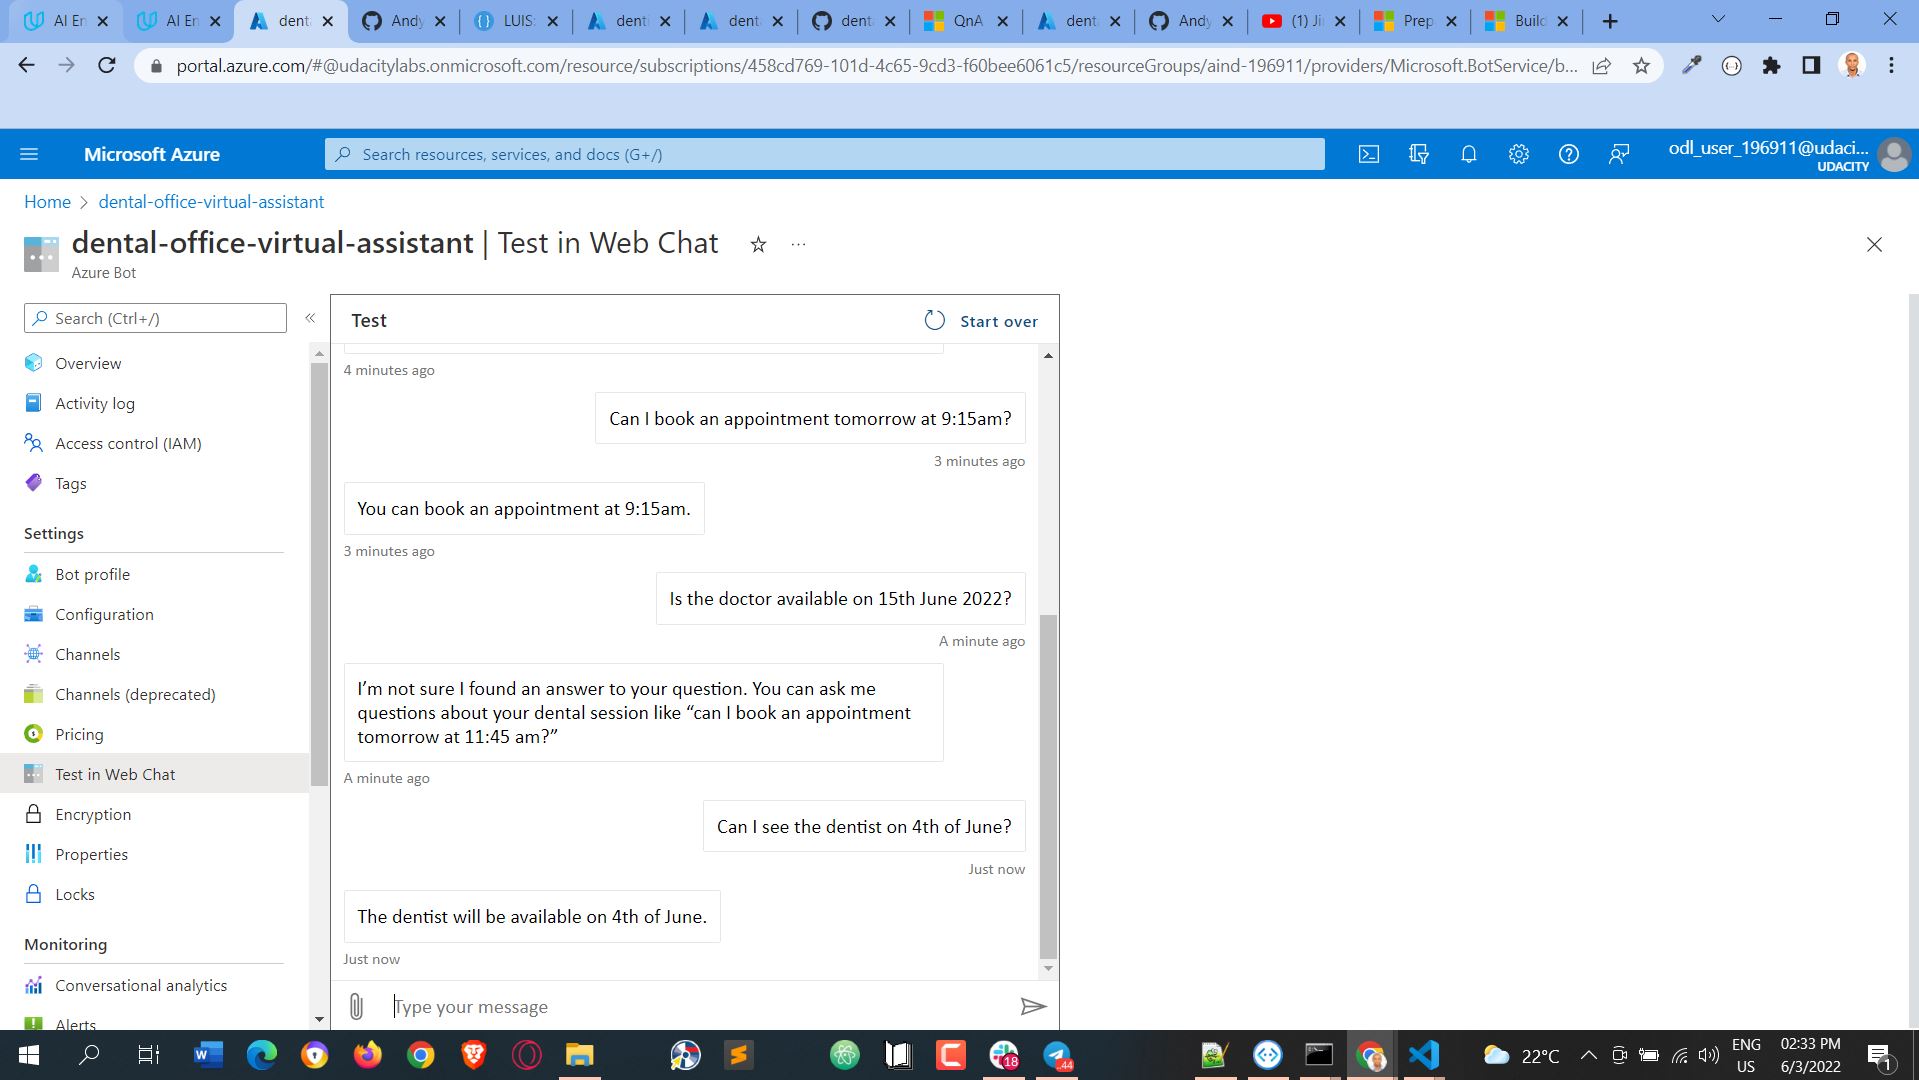 AI En
AI En
denta
Andy
LUIS:
denti
denta
denta
QnA
denta
Andy
(1) Ji
Prep
Build
portal.azure.com/#@udacitylabs.onmicrosoft.com/resource/subscriptions/458cd769-101d-4c65-9cd3-f60bee6061c5/resourceGroups/aind-196911/providers/Microsoft.BotService/b...
Microsoft Azure
Search resources, services, and docs (G+/)
odl_user_196911@udaci...
UDACITY
Home > dental-office-virtual-assistant
dental-office-virtual-assistant | Test in Web Chat
Azure Bot
Search (Ctrl+/)
Overview
Activity log
Access control (IAM)
Tags
Settings
Bot profile
Configuration
Channels
Channels (deprecated)
Pricing
Test in Web Chat
Encryption
Properties
Locks
Monitoring
Conversational analytics
Alerts
Test
Start over
4 minutes ago
Can I book an appointment tomorrow at 9:15am?
3 minutes ago
You can book an appointment at 9:15am.
3 minutes ago
Is the doctor available on 15th June 2022?
A minute ago
I'm not sure I found an answer to your question. You can ask me
questions about your dental session like “can I book an appointment
tomorrow at 11:45 am?”
A minute ago
Can I see the dentist on 4th of June?
Just now
The dentist will be available on 4th of June.
Just now
Type your message
18
44
22°C
ENG
US
02:33 PM
6/3/2022
1